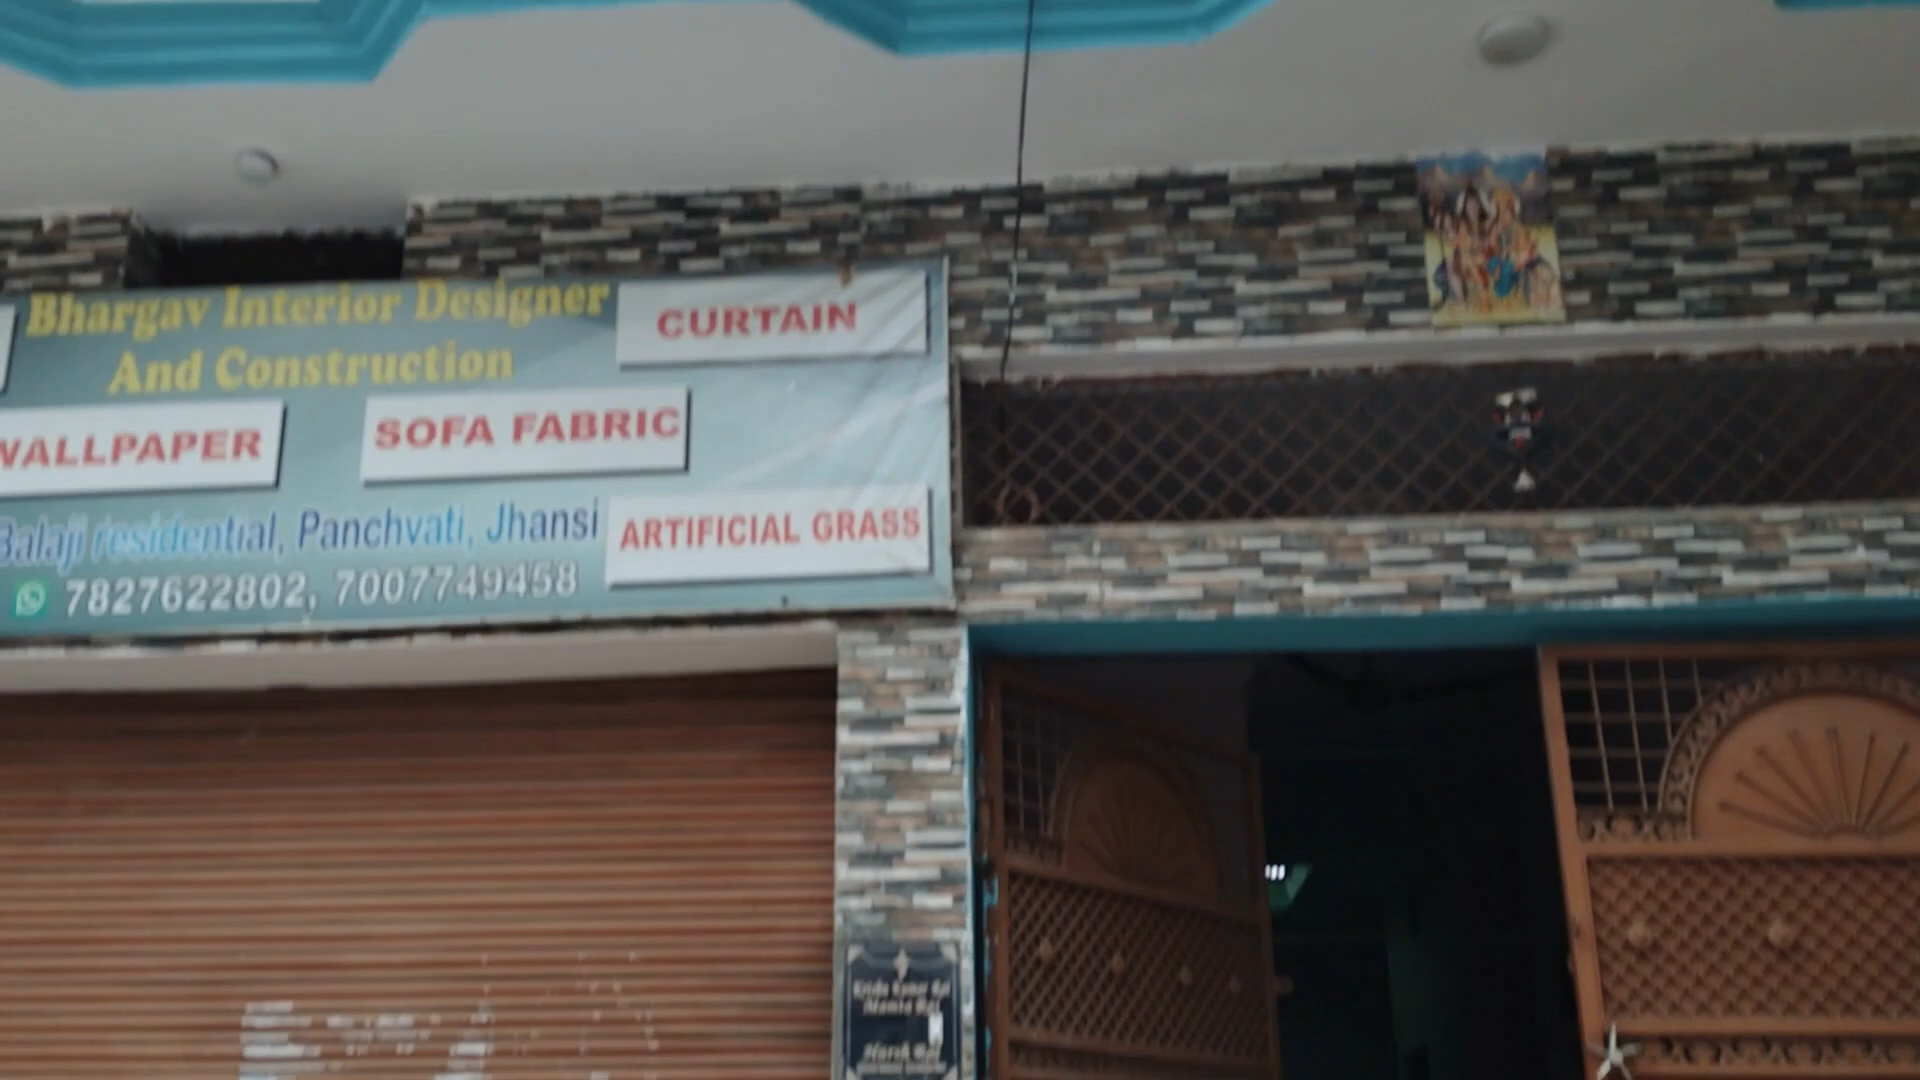 Bhargav Interior Designer
And Construction
CURTAIN
WALLPAPER
SOFA FABRIC
Balaji residential, Panchvati, Jhansi
ARTIFICIAL GRASS
7827622802, 7007749458